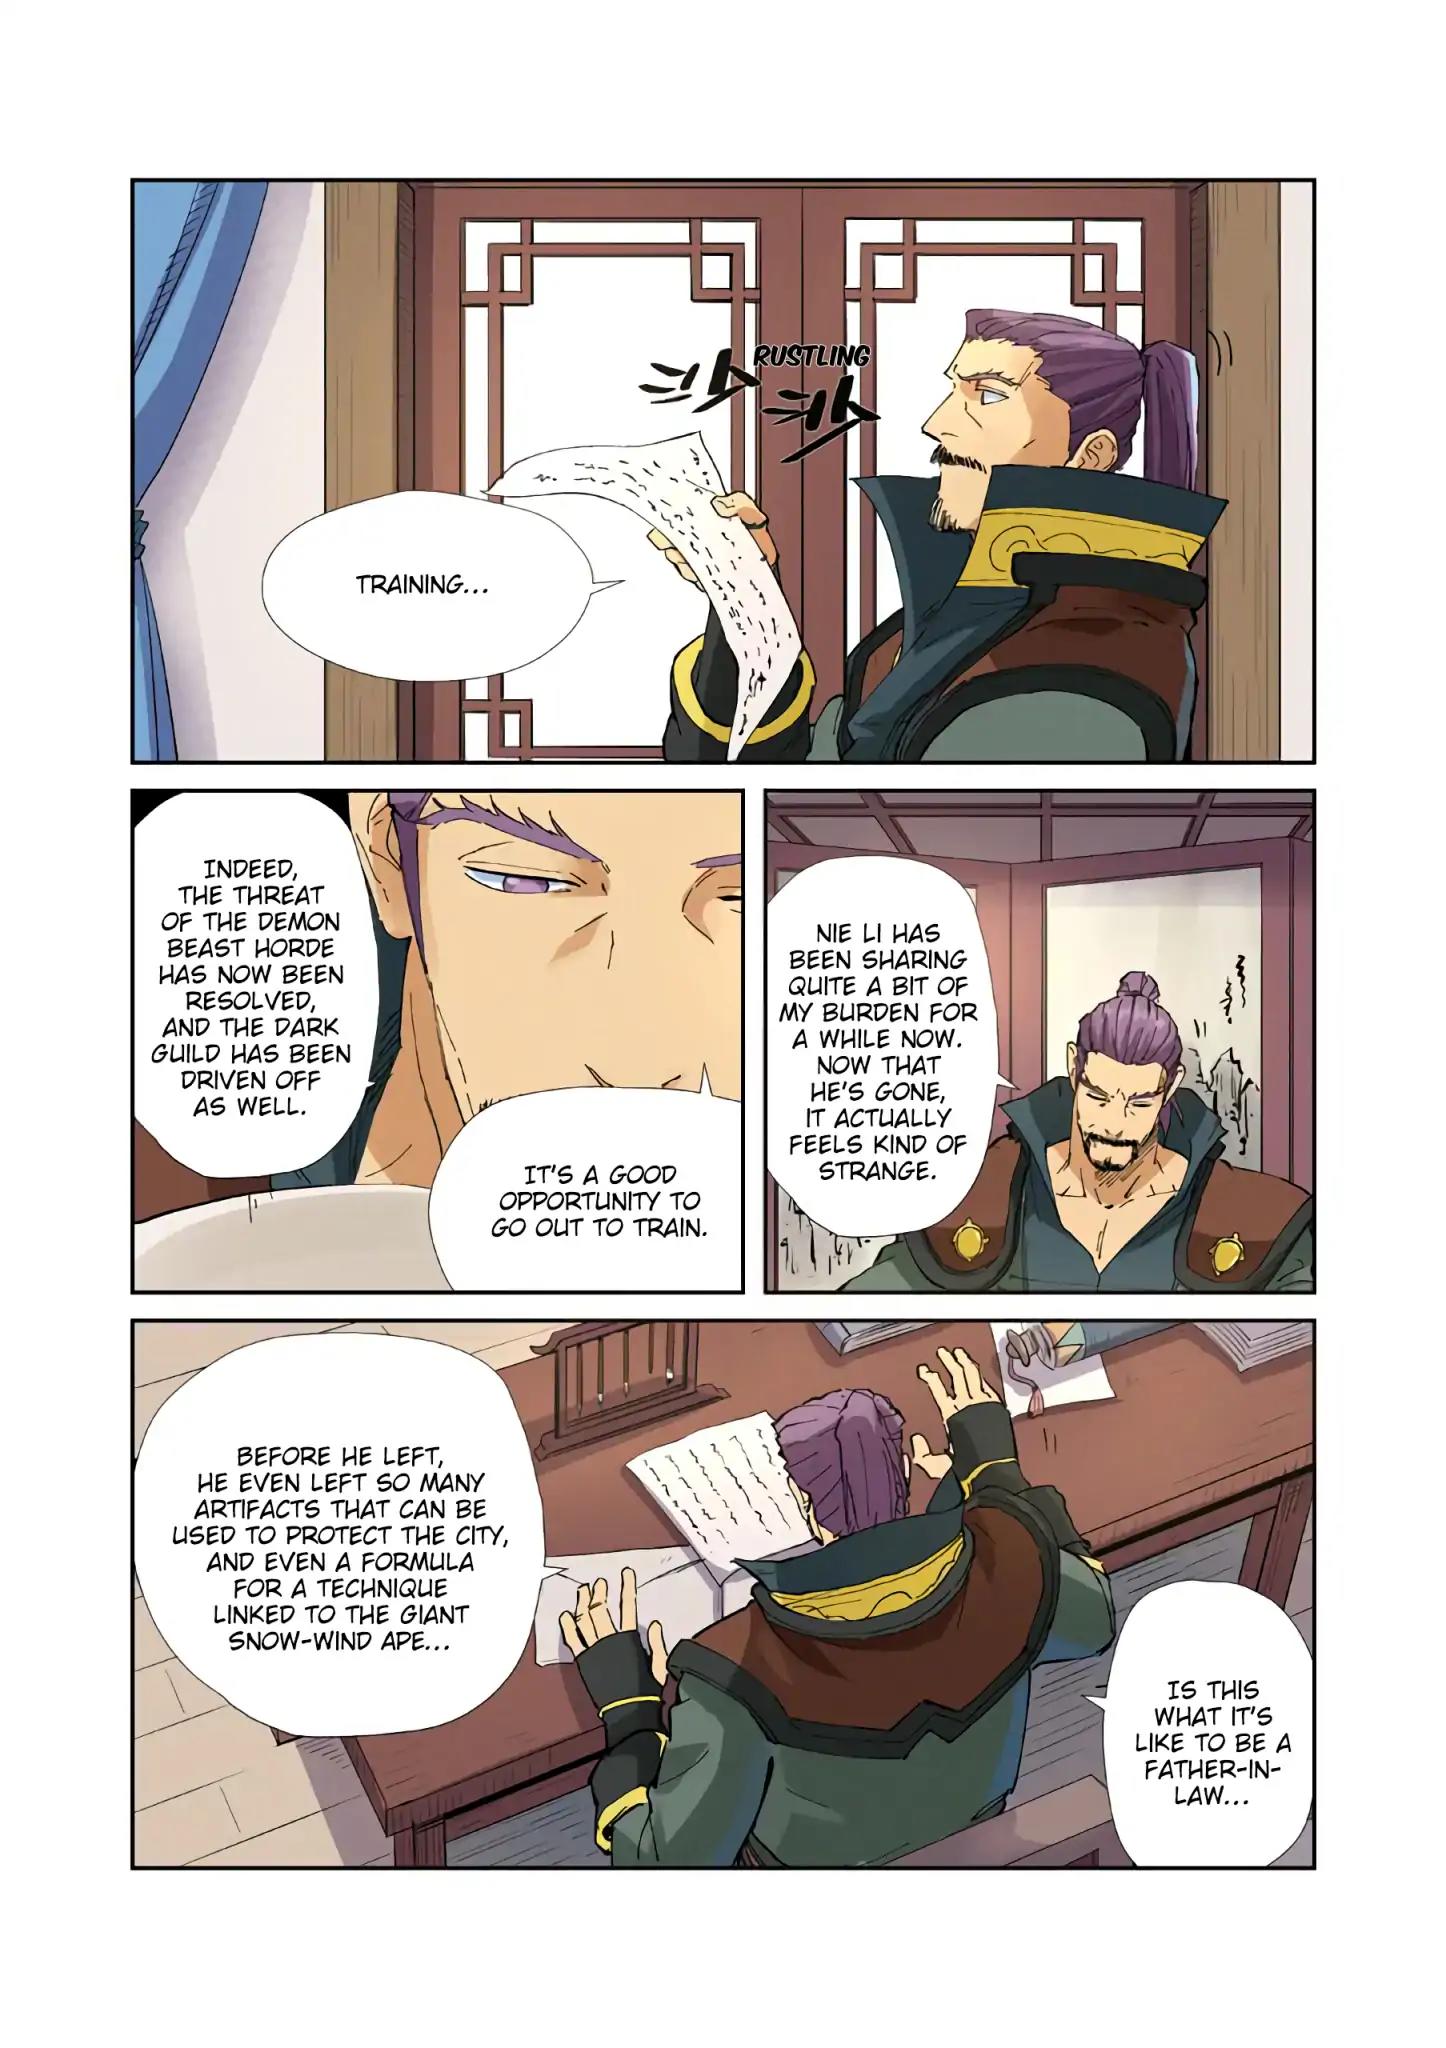 沙
RUSTLING
沙
TRAINING...
INDEED,
THE THREAT
OF THE DEMON
BEAST HORDE
HAS NOW BEEN
RESOLVED,
AND THE DARK
GUILD HAS BEEN
DRIVEN OFF
AS WELL.
IT'S A GOOD
OPPORTUNITY TO
GO OUT TO TRAIN.
NIE LI HAS
BEEN SHARING
QUITE A BIT OF
MY BURDEN FOR
A WHILE NOW.
NOW THAT
HE'S GONE,
IT ACTUALLY
FEELS KIND OF
STRANGE.
BEFORE HE LEFT,
HE EVEN LEFT SO MANY
ARTIFACTS THAT CAN BE
USED TO PROTECT THE CITY,
AND EVEN A FORMULA
FOR A TECHNIQUE
LINKED TO THE GIANT
SNOW-WIND APE...
IS THIS
WHAT IT'S
LIKE TO BE A
FATHER-IN-
LAW...